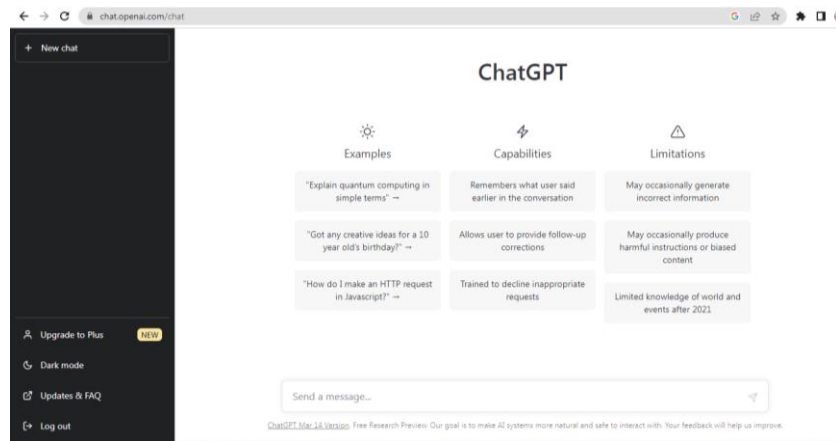 chat.openai.com/chat
+ New chat
ChatGPT
Examples
Capabilities
Limitations
"Explain quantum computing in
simple terms" →
Remembers what user said
earlier in the conversation
May occasionally generate
incorrect information
"Got any creative ideas for a 10
year old's birthday?" →
Allows user to provide follow-up
corrections
May occasionally produce
harmful instructions or biased
content
"How do I make an HTTP request
in Javascript?" →
Trained to decline inappropriate
requests
Limited knowledge of world and
events after 2021
Upgrade to Plus NEW
Dark mode
Updates & FAQ
Log out
Send a message...
ChatGPT Mar 14 Version. Free Research Preview. Our goal is to make AI systems more natural and safe to interact with. Your feedback will help us improve.